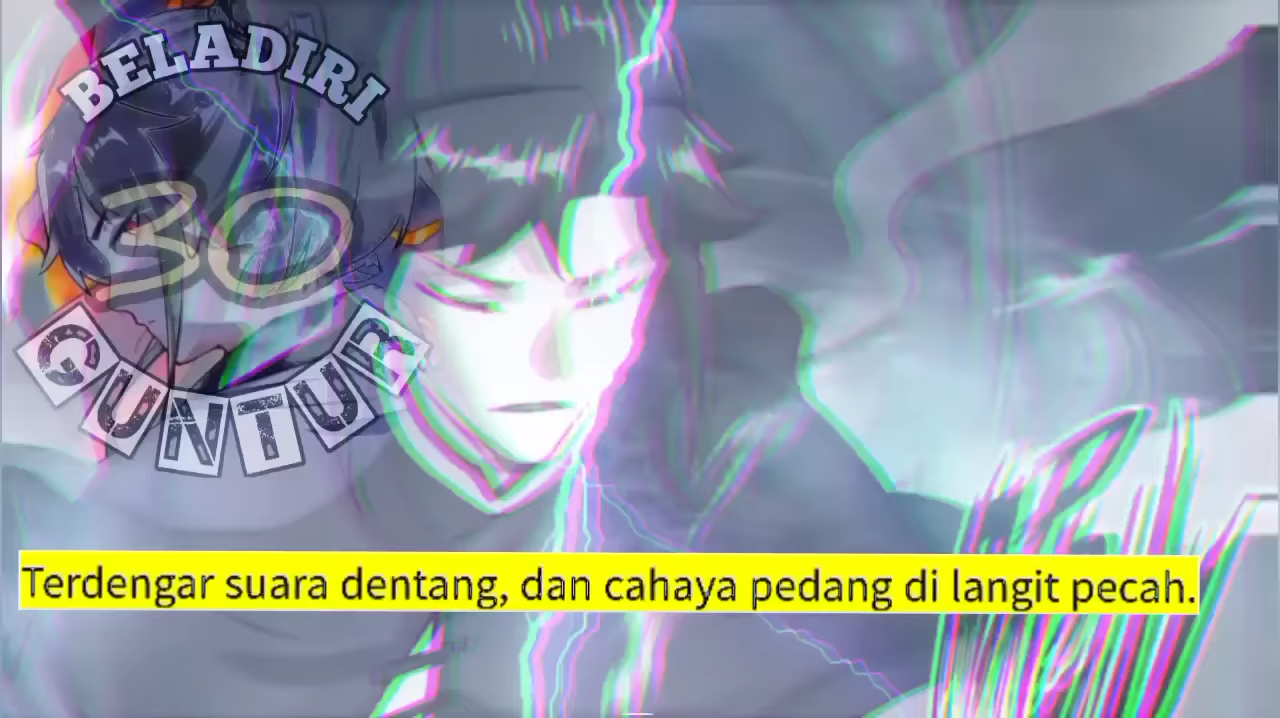 BELADIRI
30
GUNTUR
Terdengar suara dentang, dan cahaya pedang di langit pecah.